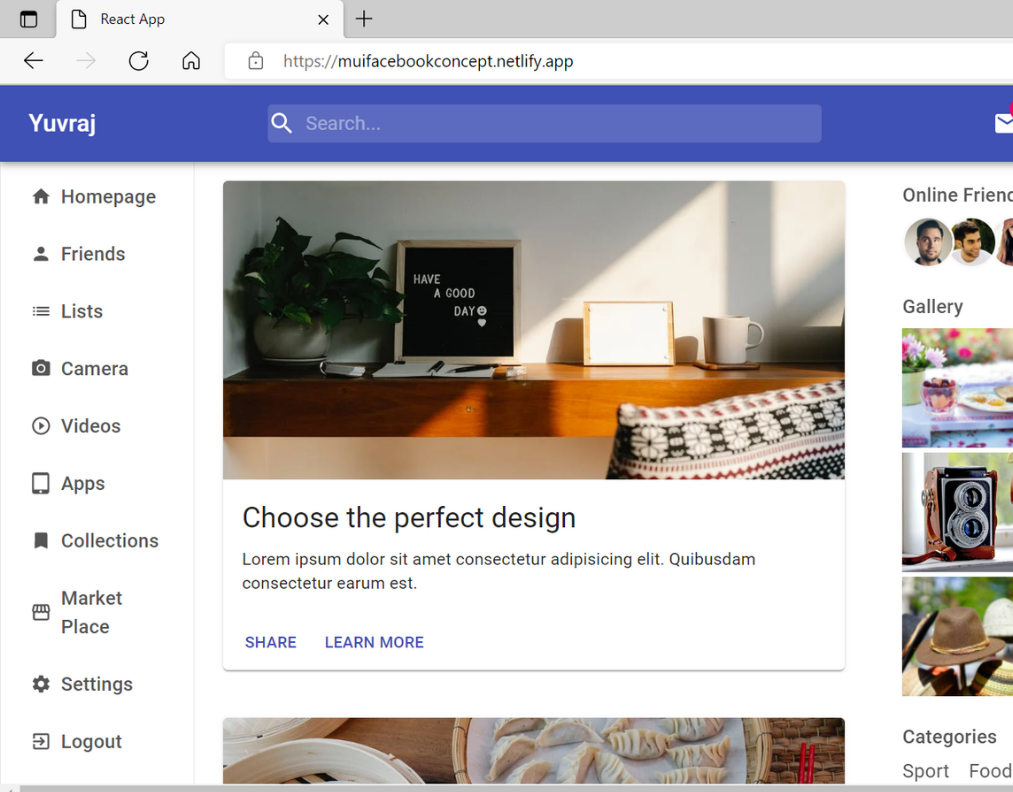 React App
https://muifacebookconcept.netlify.app
Yuvraj
Search...
Homepage
Friends
Lists
Camera
Videos
Apps
Collections
Market
Place
Settings
Logout
HAVE
A GOOD
DAY
Choose the perfect design
Lorem ipsum dolor sit amet consectetur adipisicing elit. Quibusdam
consectetur earum est.
SHARE LEARN MORE
Online Friend
Gallery
Categories
Sport Food